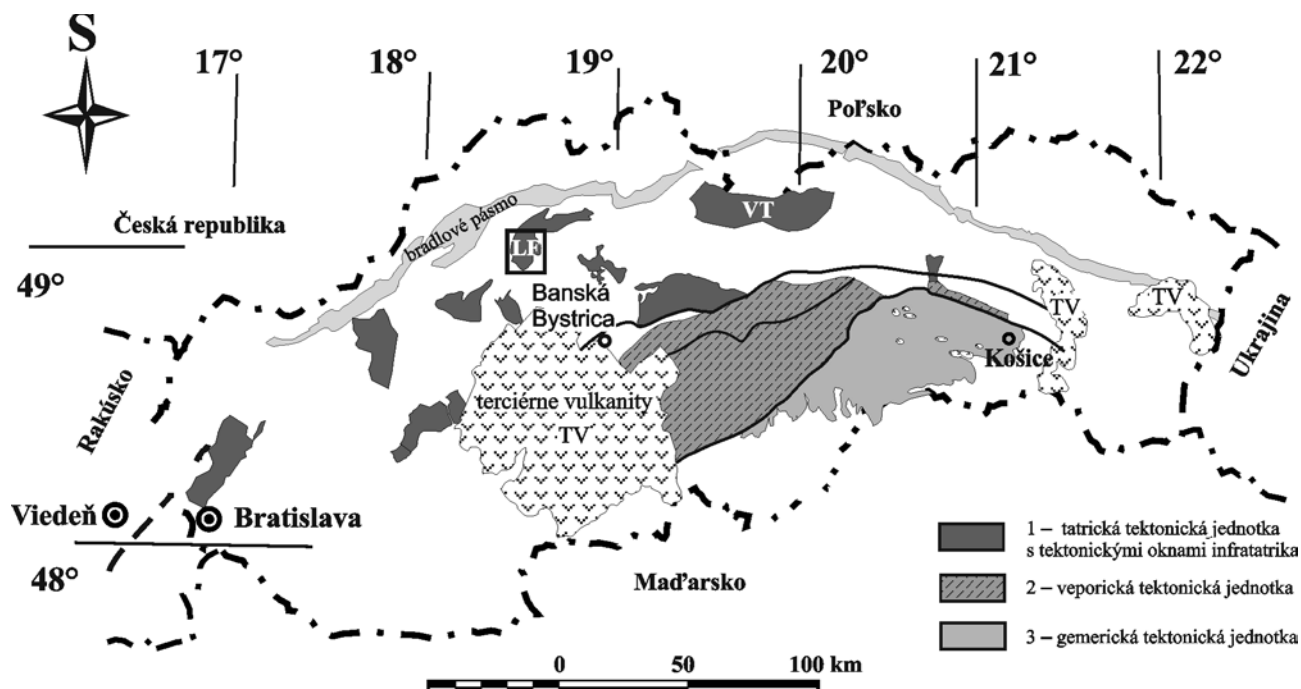 S
17°
18°
19°
20°
21°
22°
Poľsko
Česká republika
bradlové pásmo
VT
LF
49°
Banská
Bystrica
TV
TV
Ukrajina
Košice
Rakúsko
terciérne vulkanity
TV
Viedeň
Bratislava
48°
Maďarsko
1 – tatrická tektonická jednotka
s tektonickými oknami infratatrika
2 – veporická tektonická jednotka
3 – gemerická tektonická jednotka
0 50 100 km